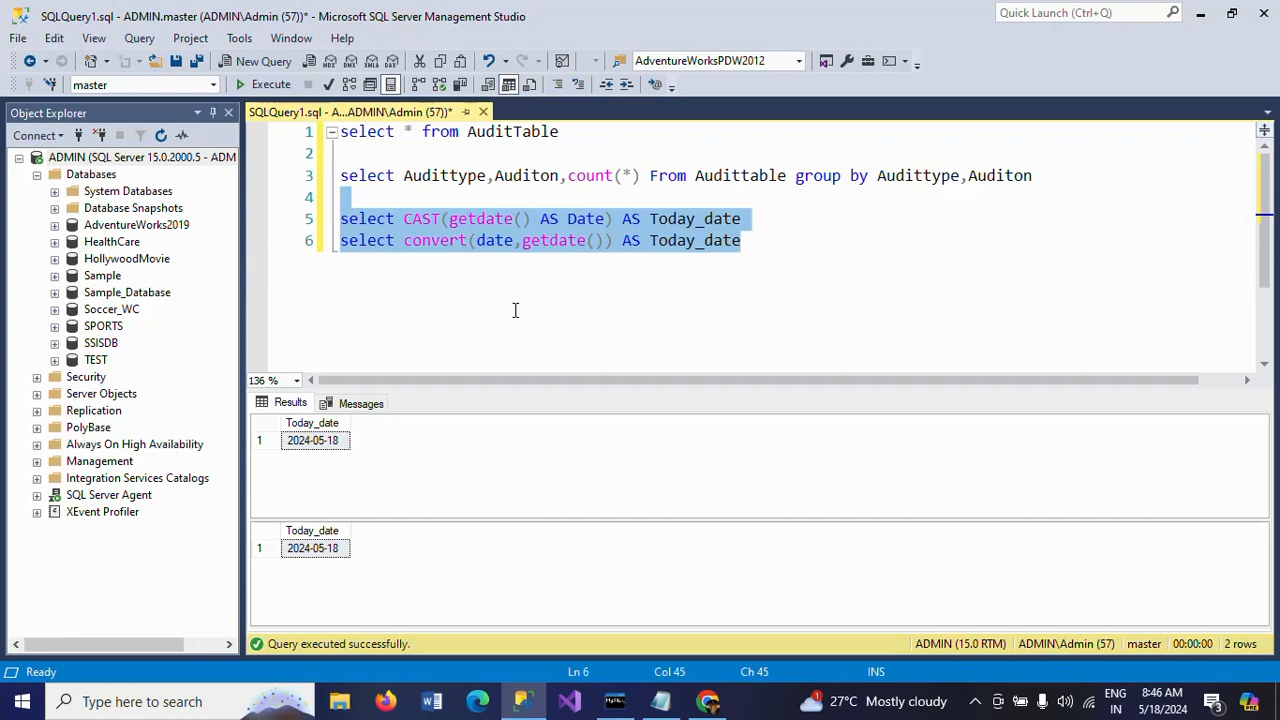 SQLQuery1.sql - ADMIN.master (ADMIN\Admin (57))* - Microsoft SQL Server Management Studio
Quick Launch (Ctrl+Q)
File Edit View Query Project Tools Window Help
New Query
MDX DMX XMLA DAX
AdventureWorksPDW2012
master
Execute
Object Explorer
SQLQuery1.sql - A...ADMIN\Admin (57))*
Connect
ADMIN (SQL Server 15.0.2000.5 - ADM
Databases
System Databases
Database Snapshots
AdventureWorks2019
HealthCare
HollywoodMovie
Sample
Sample_Database
Soccer_WC
SPORTS
SSISDB
TEST
Security
Server Objects
Replication
PolyBase
Always On High Availability
Management
Integration Services Catalogs
SQL Server Agent
XEvent Profiler
1 select * from AuditTable
2
3 select Audittype,Auditon,count(*) From Audittable group by Audittype,Auditon
4
5 select CAST(getdate() AS Date) AS Today_date
6 select convert(date,getdate()) AS Today_date
136 %
Results Messages
Today_date
1 2024-05-18
Today_date
1 2024-05-18
Query executed successfully. ADMIN (15.0 RTM) ADMIN\Admin (57) master 00:00:00 2 rows
Ready Ln 6 Col 45 Ch 45 INS
Type here to search
27°C Mostly cloudy
ENG
IN
8:46 AM
5/18/2024
3